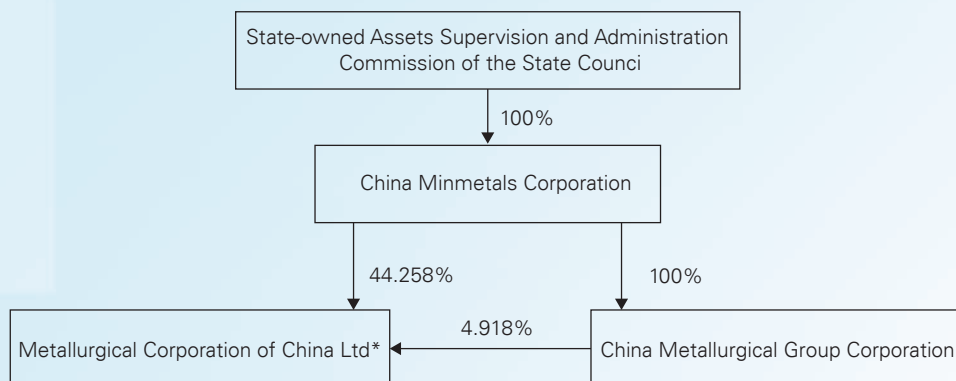 State-owned Assets Supervision and Administration
Commission of the State Counci
100%
China Minmetals Corporation
44.258%
100%
Metallurgical Corporation of China Ltd*
4.918%
China Metallurgical Group Corporation